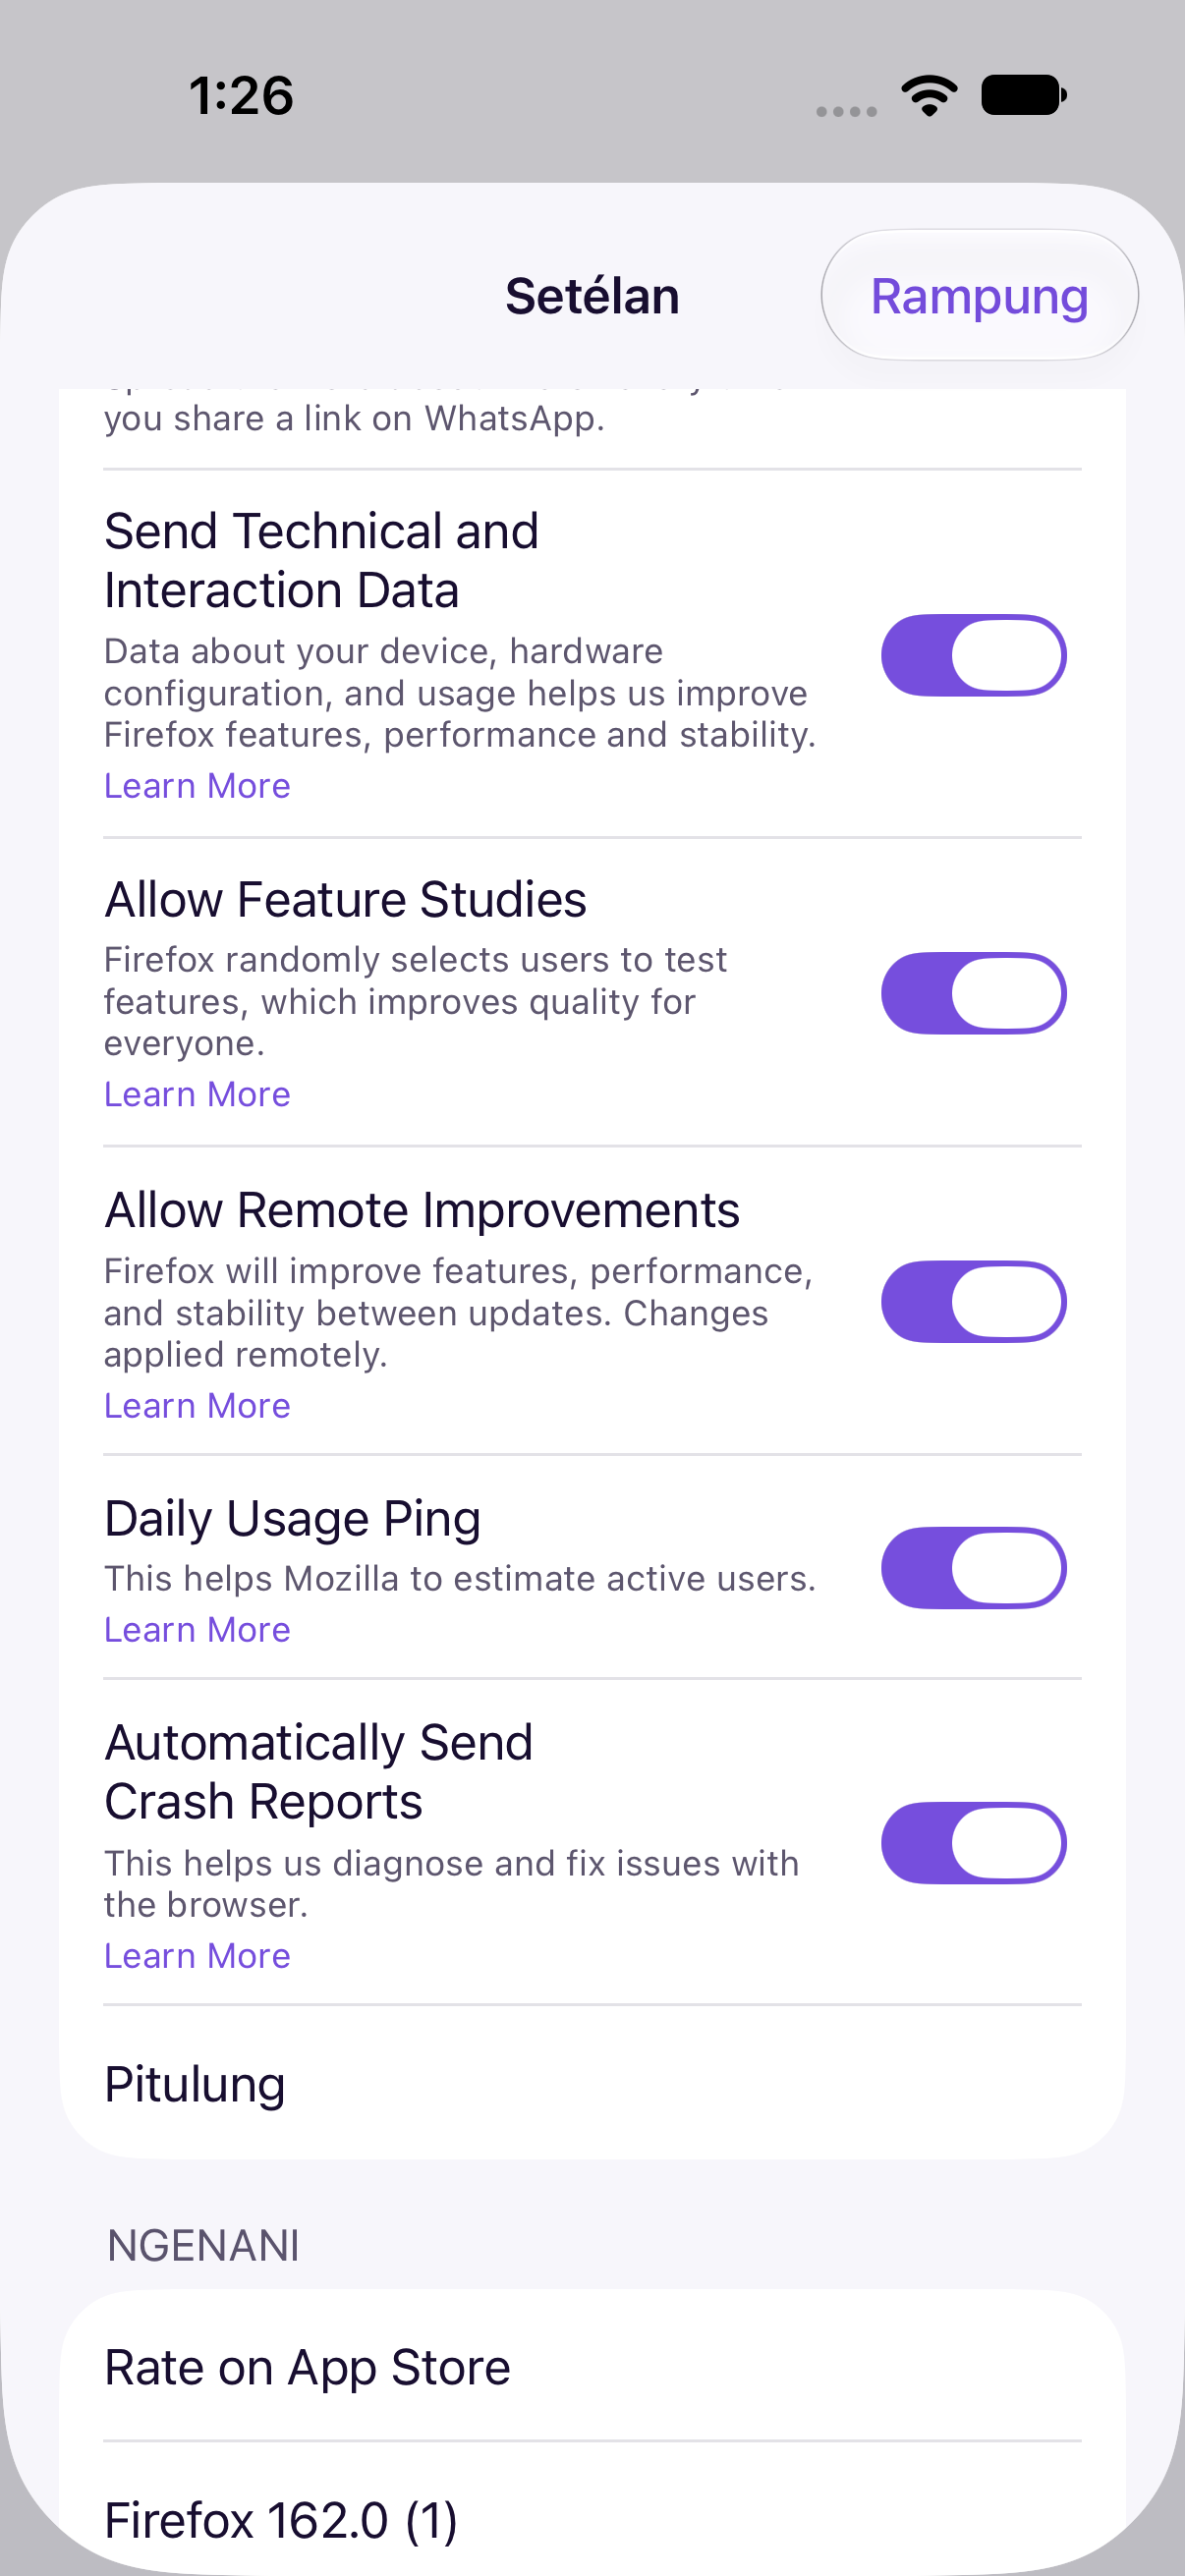 1:26
Setélan
Rampung
you share a link on WhatsApp.
Send Technical and
Interaction Data
Data about your device, hardware
configuration, and usage helps us improve
Firefox features, performance and stability.
Learn More
Allow Feature Studies
Firefox randomly selects users to test
features, which improves quality for
everyone.
Learn More
Allow Remote Improvements
Firefox will improve features, performance,
and stability between updates. Changes
applied remotely.
Learn More
Daily Usage Ping
This helps Mozilla to estimate active users.
Learn More
Automatically Send
Crash Reports
This helps us diagnose and fix issues with
the browser.
Learn More
Pitulung
NGENANI
Rate on App Store
Firefox 162.0 (1)